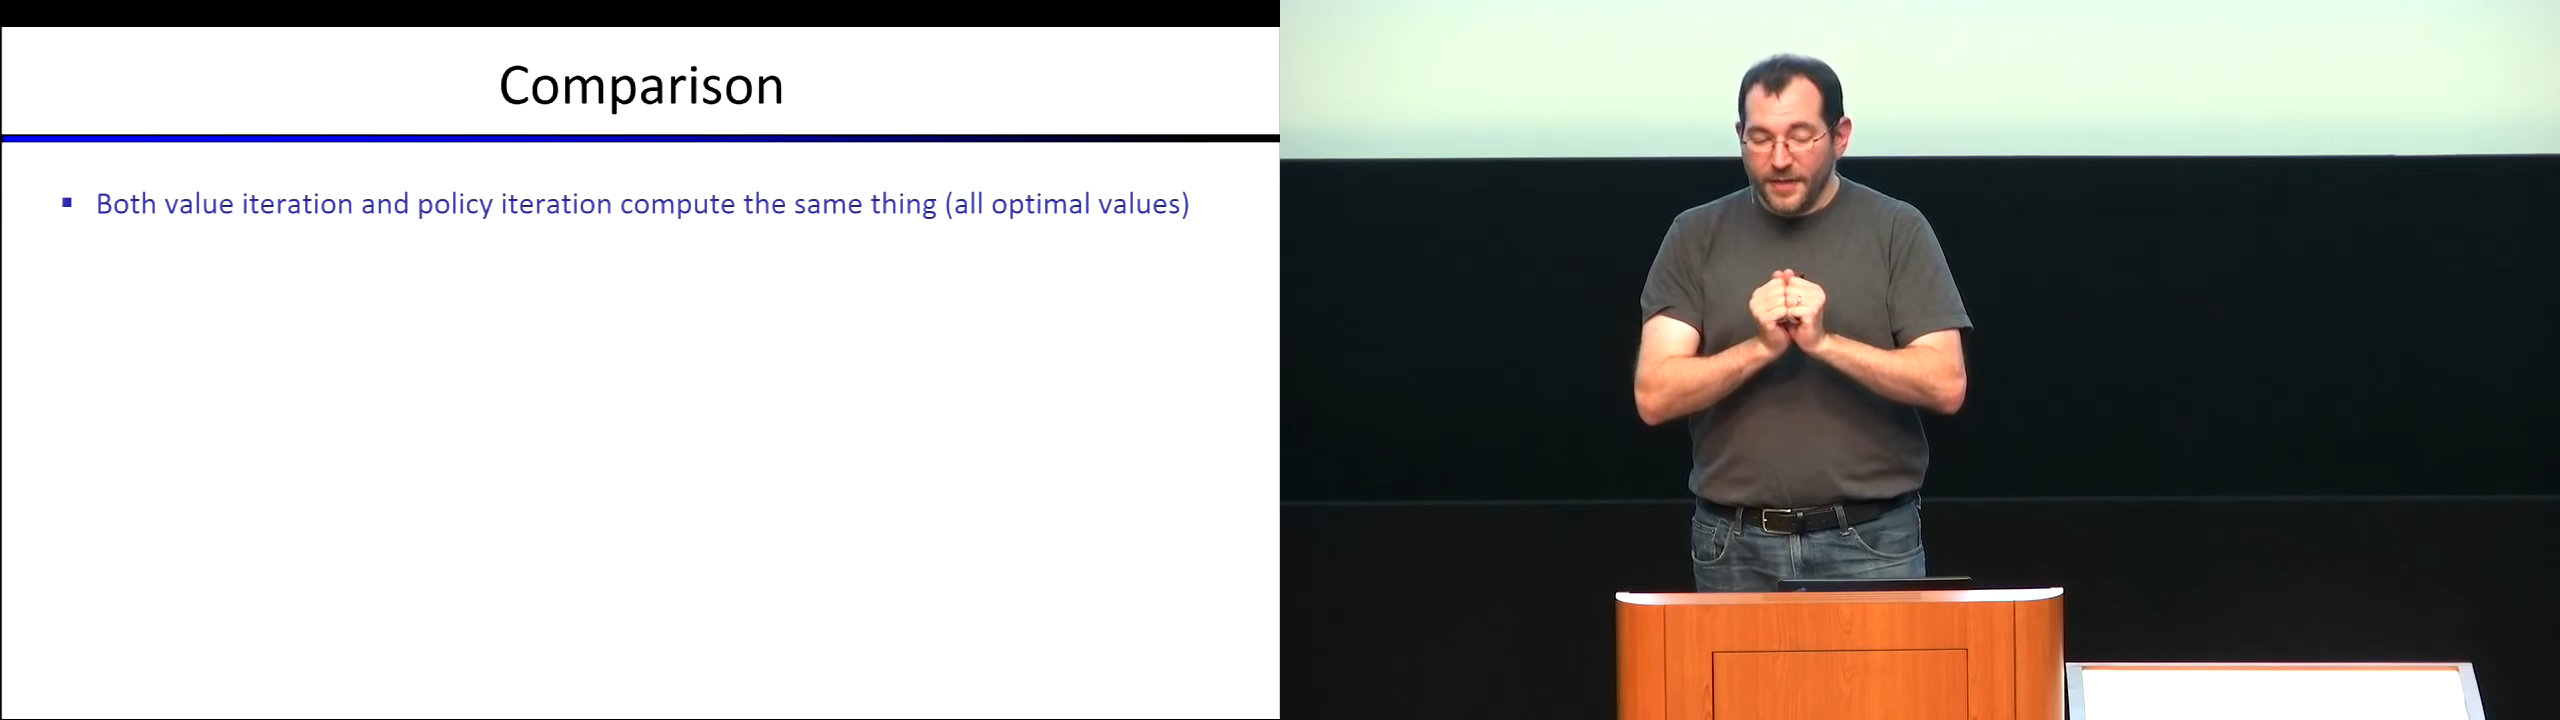 Comparison
▪ Both value iteration and policy iteration compute the same thing (all optimal values)